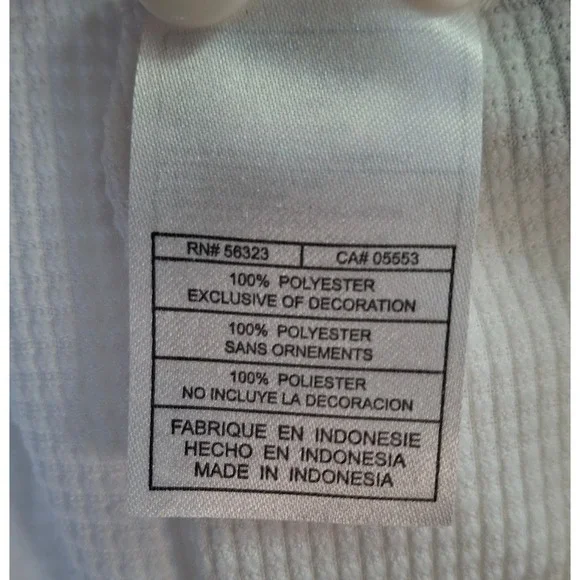 RN# 56323 CA# 05553
100% POLYESTER
EXCLUSIVE OF DECORATION
100% POLYESTER
SANS ORNEMENTS
100% POLIESTER
NO INCLUYE LA DECORACION
FABRIQUE EN INDONESIE
HECHO EN INDONESIA
MADE IN INDONESIA